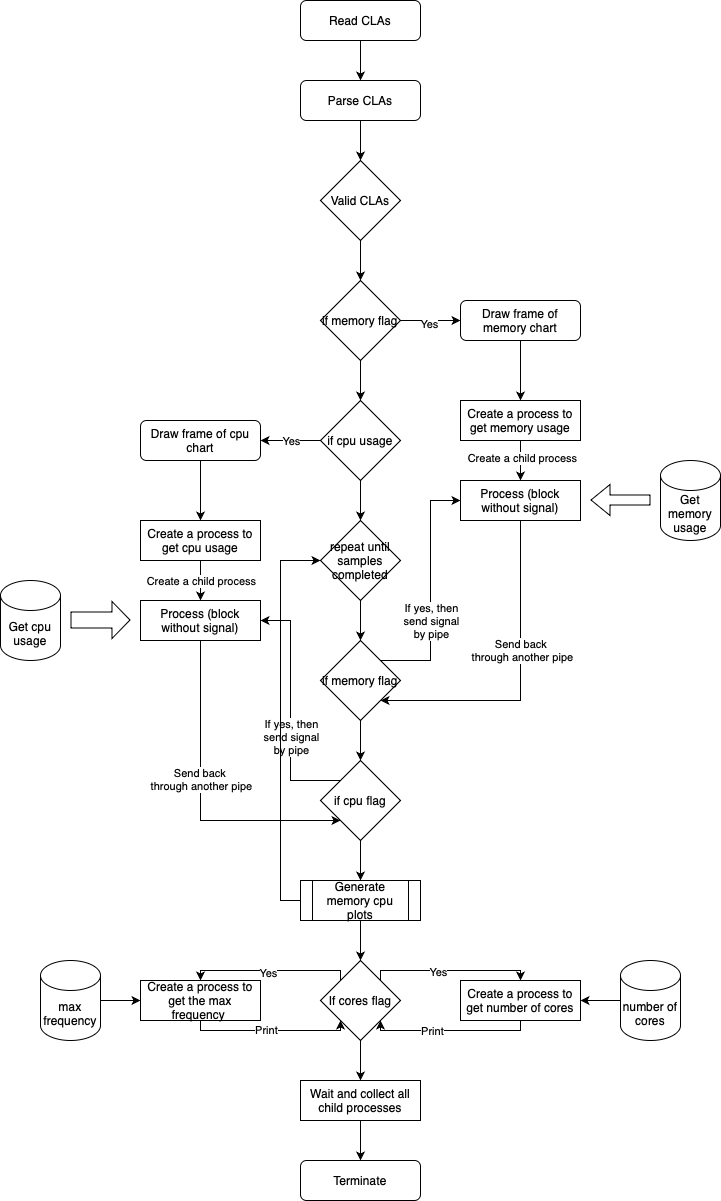 Read CLAs
Parse CLAs
Valid CLAs
If memory flag
Yes
Draw frame of
memory chart
Create a process to
get memory usage
Create a child process
Process (block
without signal)
Get
memory
usage
if cpu usage
Yes
Draw frame of cpu
chart
Create a process to
get cpu usage
Create a child process
Process (block
without signal)
Get cpu
usage
repeat until
samples
completed
If yes, then
send signal
by pipe
Send back
through another pipe
If memory flag
If yes, then
send signal
by pipe
Send back
through another pipe
if cpu flag
Generate
memory cpu
plots
max
frequency
Create a process to
get the max
frequency
Yes
Print
If cores flag
Yes
Print
Create a process to
get number of cores
number of
cores
Wait and collect all
child processes
Terminate